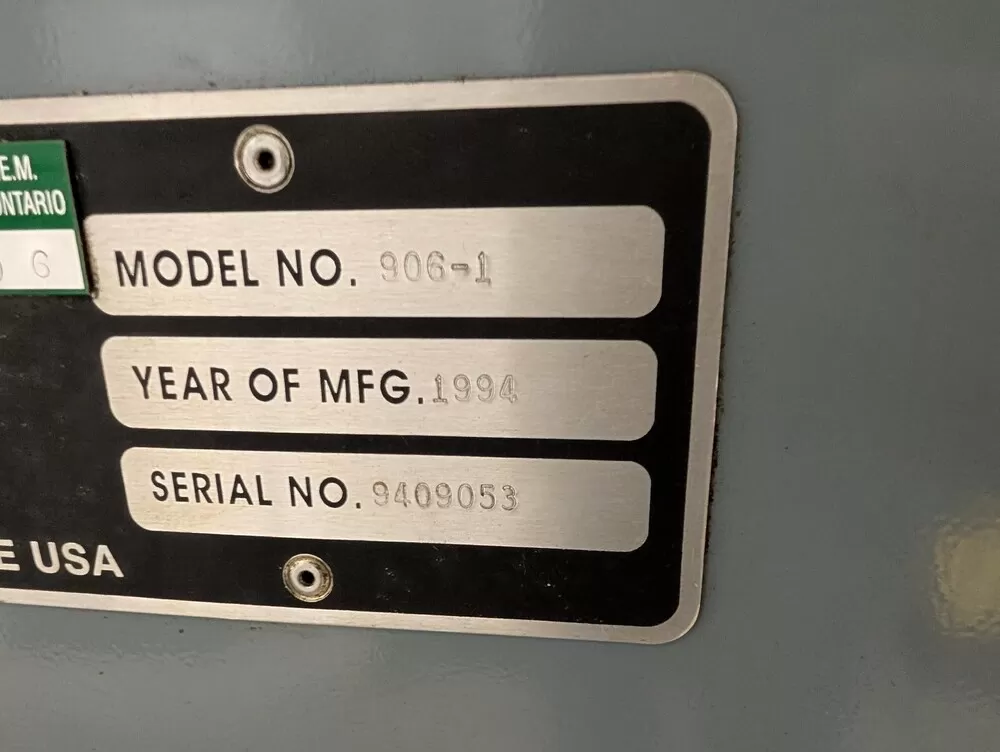 E.M.
ONTARIO
6
MODEL NO. 906-1
YEAR OF MFG. 1994
SERIAL NO. 9409053
E USA